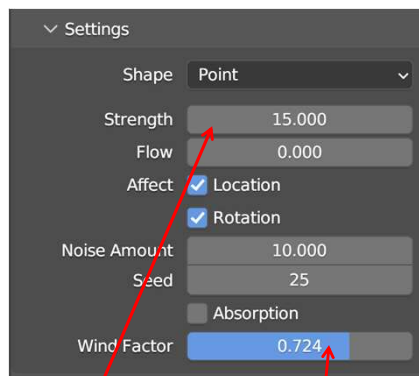 Settings
Shape Point
Strength 15.000
Flow 0.000
Affect Location
Rotation
Noise Amount 10.000
Seed 25
Absorption
Wind Factor 0.724